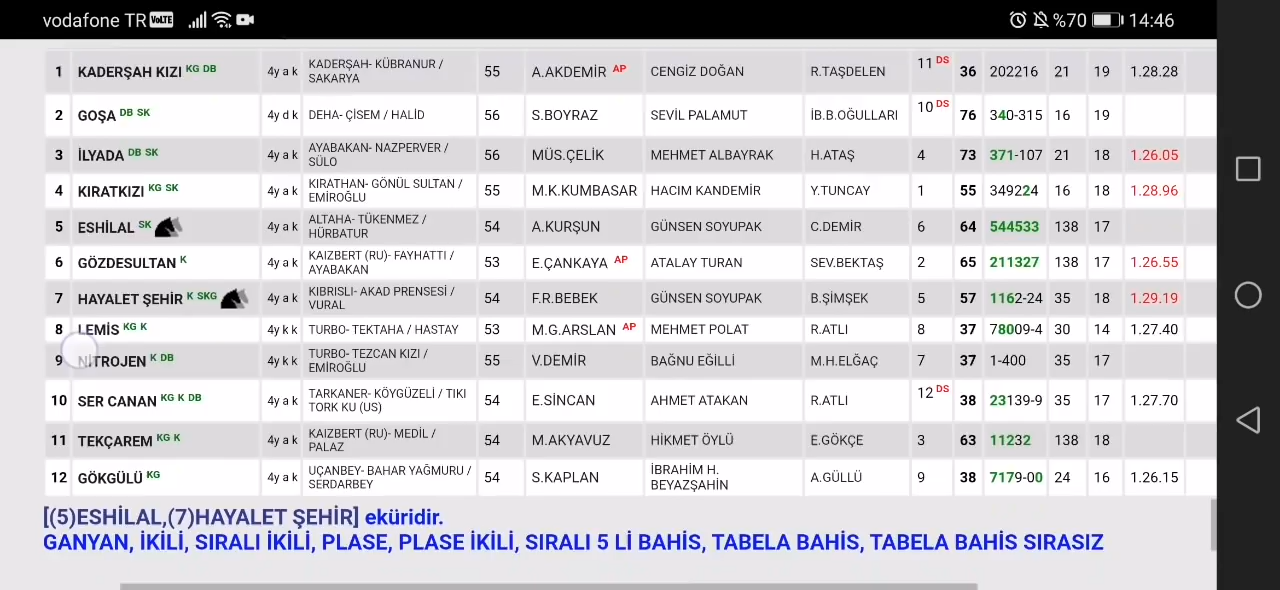 vodafone TR VoLTE %70 14:46
1 KADERŞAH KIZI KG DB 4y a k KADERŞAH- KÜBRANUR / SAKARYA 55 A.AKDEMİR AP CENGİZ DOĞAN R.TAŞDELEN 11 DS 36 202216 21 19 1.28.28
2 GOŞA DB SK 4y d k DEHA- ÇİSEM / HALİD 56 S.BOYRAZ SEVİL PALAMUT İB.B.OĞULLARI 10 DS 76 340-315 16 19
3 İLYADA DB SK 4y a k AYABAKAN- NAZPERVER / SÜLO 56 MÜS.ÇELİK MEHMET ALBAYRAK H.ATAŞ 4 73 371-107 21 18 1.26.05
4 KIRATKIZI KG SK 4y a k KIRATHAN- GÖNÜL SULTAN / EMİROĞLU 55 M.K.KUMBASAR HACIM KANDEMİR Y.TUNCAY 1 55 349224 16 18 1.28.96
5 ESHİLAL SK 4y a k ALTAHA- TÜKENMEZ / HÜRBATUR 54 A.KURŞUN GÜNSEN SOYUPAK C.DEMİR 6 64 544533 138 17
6 GÖZDESULTAN K 4y a k KAIZBERT (RU)- FAYHATTI / AYABAKAN 53 E.ÇANKAYA AP ATALAY TURAN SEV.BEKTAŞ 2 65 211327 138 17 1.26.55
7 HAYALET ŞEHİR K SKG 4y a k KIBRISLI- AKAD PRENSESİ / VURAL 54 F.R.BEBEK GÜNSEN SOYUPAK B.ŞİMŞEK 5 57 1162-24 35 18 1.29.19
8 LEMİS KG K 4y k k TURBO- TEKTAHA / HASTAY 53 M.G.ARSLAN AP MEHMET POLAT R.ATLI 8 37 78009-4 30 14 1.27.40
9 NİTROJEN K DB 4y k k TURBO- TEZCAN KIZI / EMİROĞLU 55 V.DEMİR BAĞNU EĞİLLİ M.H.ELĞAÇ 7 37 1-400 35 17
10 SER CANAN KG K DB 4y a k TARKANER- KÖYGÜZELİ / TIKI TORK KU (US) 54 E.SİNCAN AHMET ATAKAN R.ATLI 12 DS 38 23139-9 35 17 1.27.70
11 TEKÇAREM KG K 4y a k KAIZBERT (RU)- MEDİL / PALAZ 54 M.AKYAVUZ HİKMET ÖYLÜ E.GÖKÇE 3 63 11232 138 18
12 GÖKGÜLÜ KG 4y a k UÇANBEY- BAHAR YAĞMURU / SERDARBEY 54 S.KAPLAN İBRAHİM H. BEYAZŞAHİN A.GÜLLÜ 9 38 7179-00 24 16 1.26.15
[(5)ESHİLAL,(7)HAYALET ŞEHİR] eküridir.
GANYAN, İKİLİ, SIRALI İKİLİ, PLASE, PLASE İKİLİ, SIRALI 5 Lİ BAHİS, TABELA BAHİS, TABELA BAHİS SIRASIZ